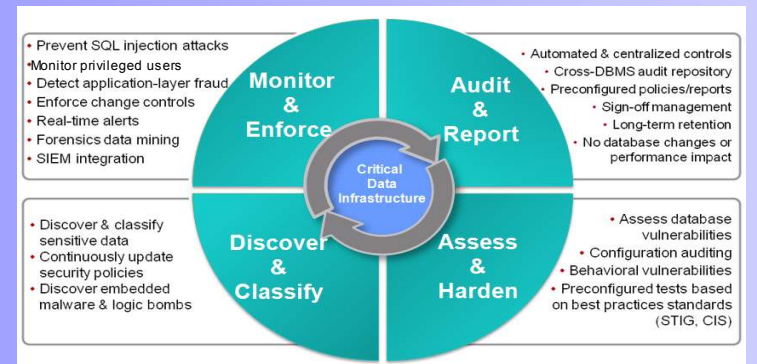 • Prevent SQL injection attacks
•Monitor privileged users
• Detect application-layer fraud
• Enforce change controls
• Real-time alerts
• Forensics data mining
• SIEM integration
Monitor
&
Enforce
Audit
&
Report
• Automated & centralized controls
• Cross-DBMS audit repository
• Preconfigured policies/reports
• Sign-off management
• Long-term retention
• No database changes or
performance impact
Critical
Data
Infrastructure
• Discover & classify
sensitive data
• Continuously update
security policies
• Discover embedded
malware & logic bombs
Discover
&
Classify
Assess
&
Harden
• Assess database
vulnerabilities
• Configuration auditing
• Behavioral vulnerabilities
• Preconfigured tests based
on best practices standards
(STIG, CIS)